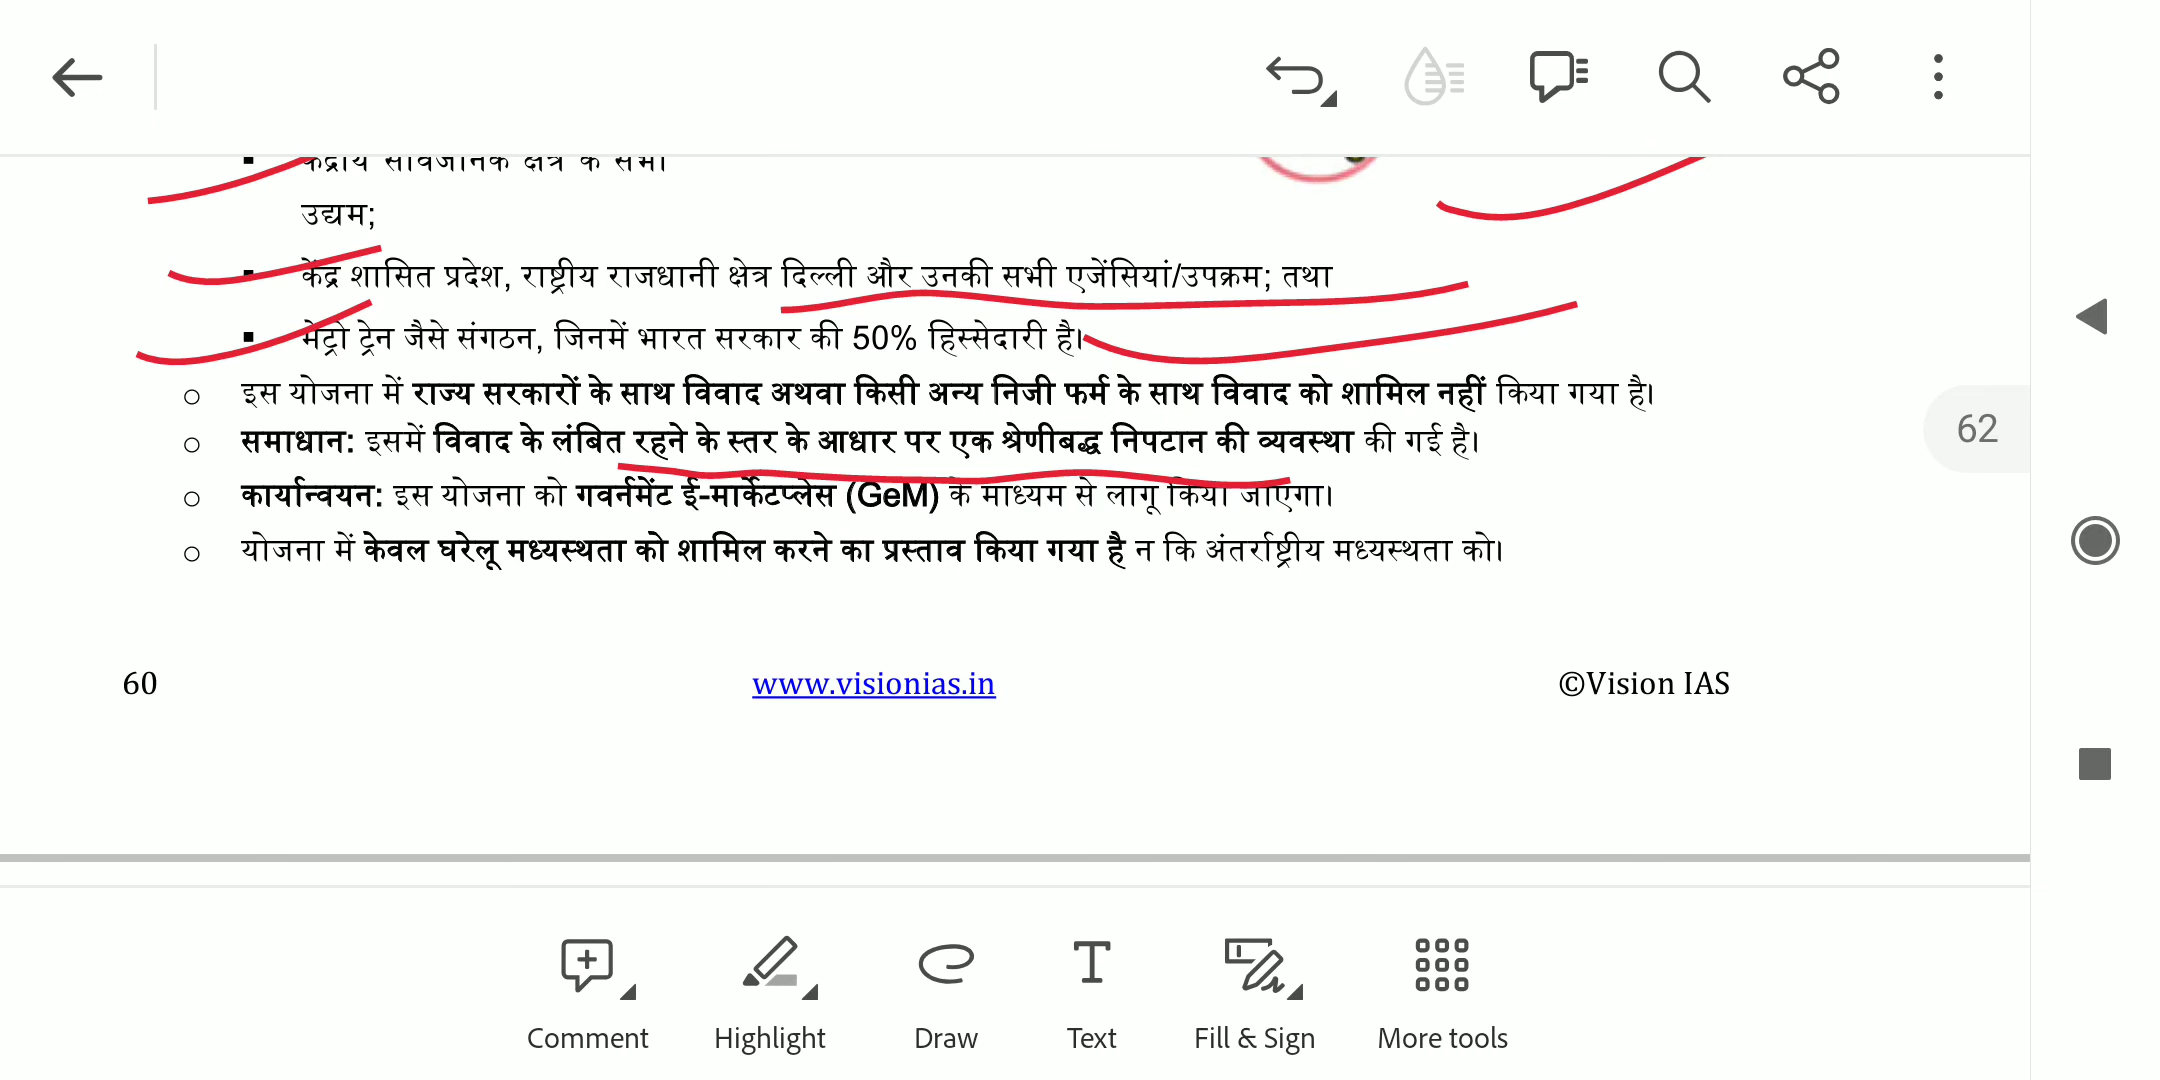 केंद्रीय सार्वजनिक क्षेत्र के सभी
उद्यम;
केंद्र शासित प्रदेश, राष्ट्रीय राजधानी क्षेत्र दिल्ली और उनकी सभी एजेंसियां/उपक्रम; तथा
मेट्रो ट्रेन जैसे संगठन, जिनमें भारत सरकार की 50% हिस्सेदारी है।
इस योजना में राज्य सरकारों के साथ विवाद अथवा किसी अन्य निजी फर्म के साथ विवाद को शामिल नहीं किया गया है।
62
समाधान: इसमें विवाद के लंबित रहने के स्तर के आधार पर एक श्रेणीबद्ध निपटान की व्यवस्था की गई है।
कार्यान्वयन: इस योजना को गवर्नमेंट ई-मार्केटप्लेस (GeM) के माध्यम से लागू किया जाएगा।
योजना में केवल घरेलू मध्यस्थता को शामिल करने का प्रस्ताव किया गया है न कि अंतर्राष्ट्रीय मध्यस्थता को।
60 www.visionias.in ©Vision IAS
Comment Highlight Draw Text Fill & Sign More tools